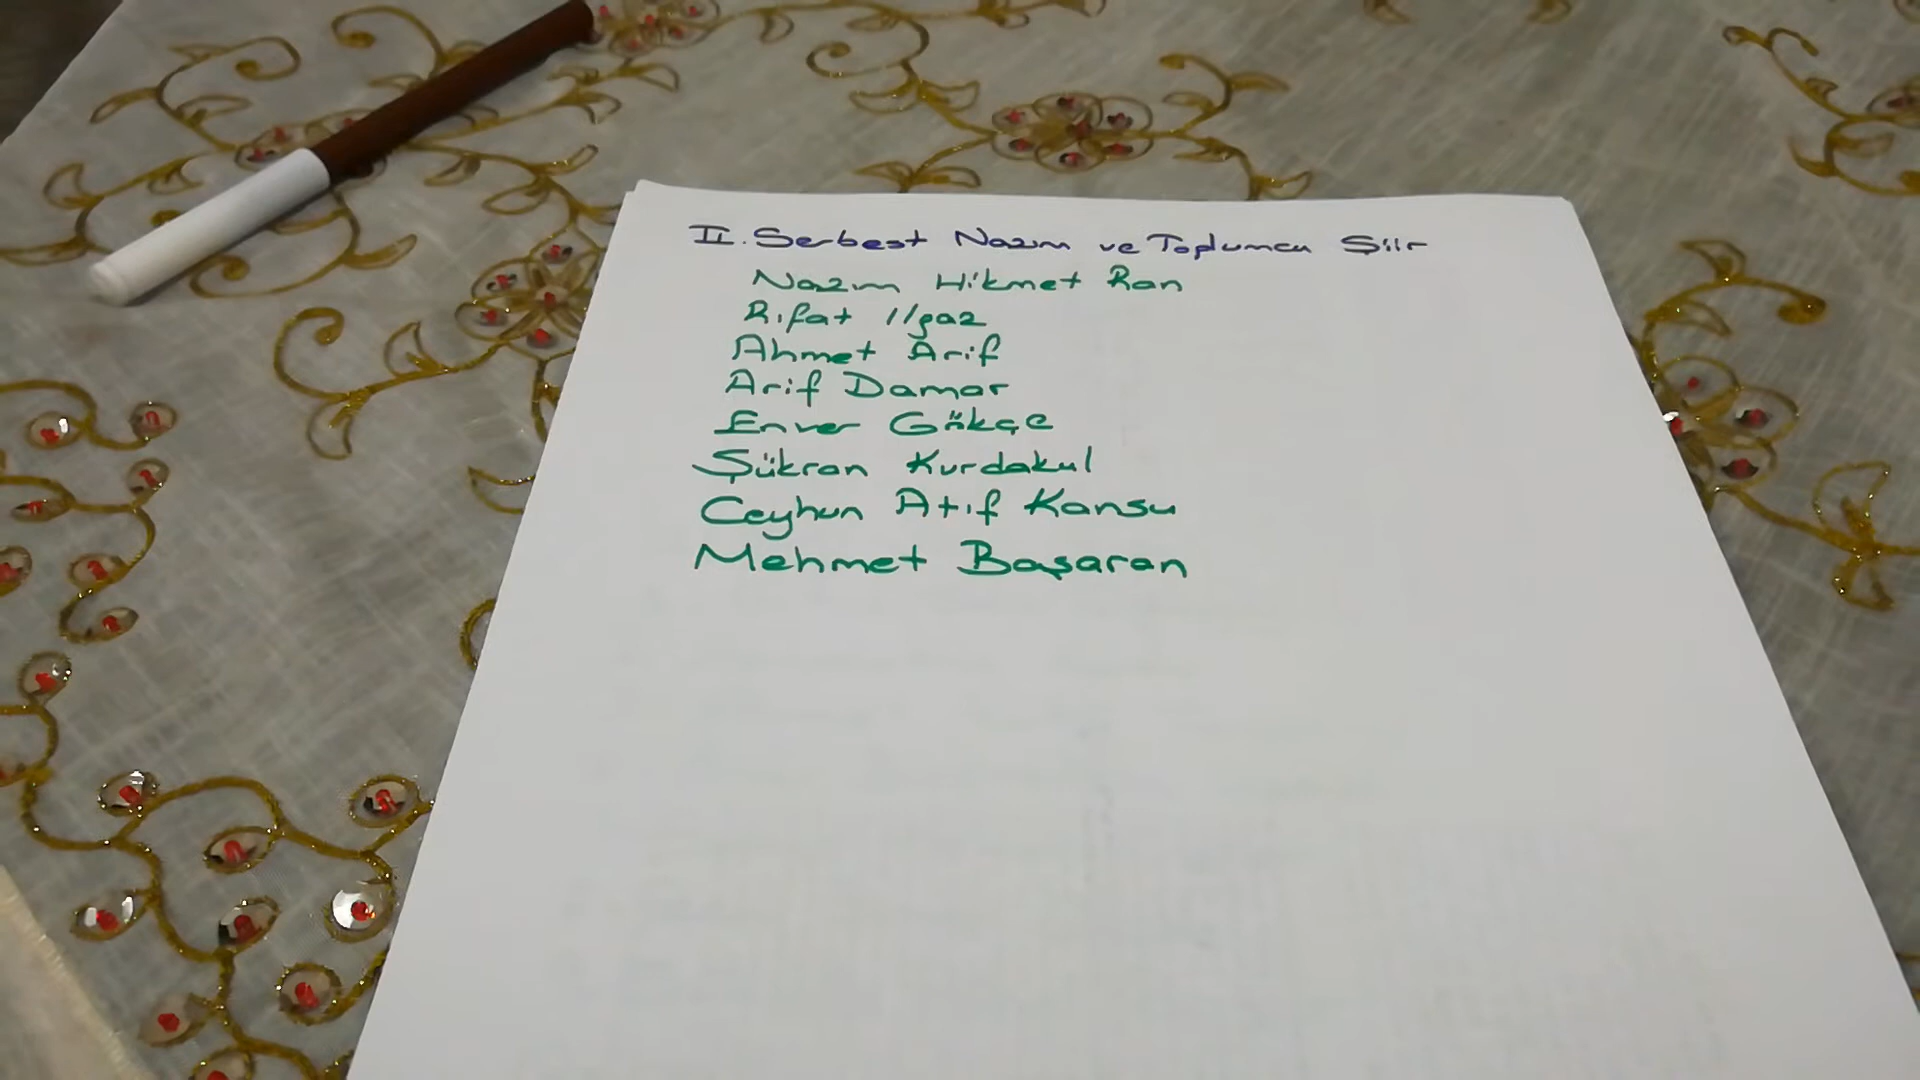 II. Serbest Nazım ve Toplumcu Şiir
Nazım Hikmet Ran
Rıfat Ilgaz
Ahmet Arif
Arif Damar
Enver Gökçe
Şükran Kurdakul
Ceyhun Atıf Kansu
Mehmet Başaran